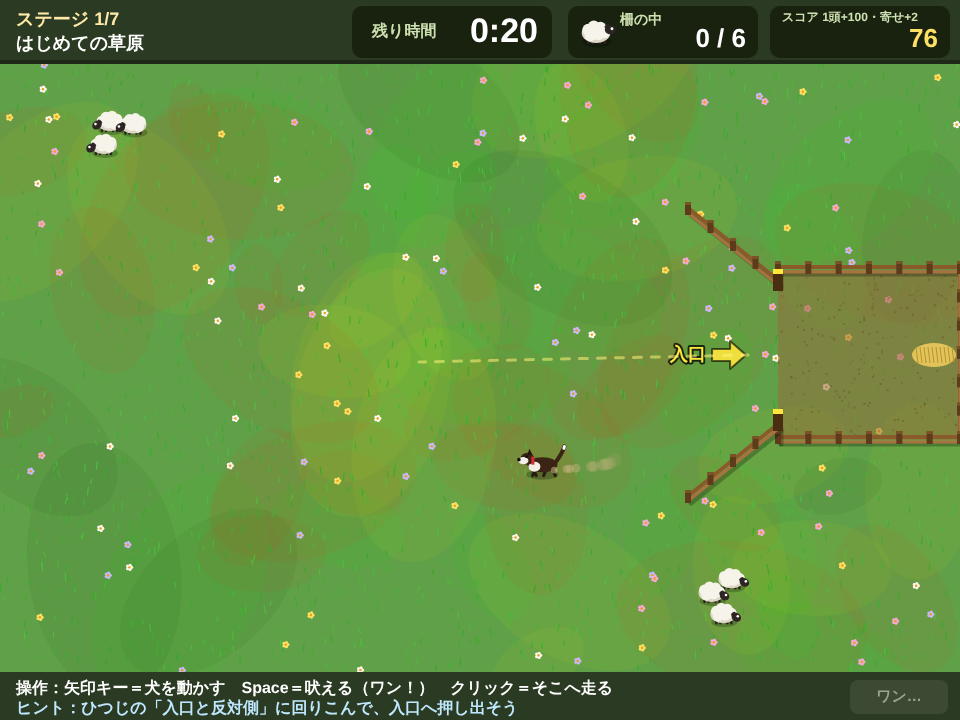 ステージ 1/7
はじめての草原
残り時間 0:20
柵の中
0 / 6
スコア 1頭+100・寄せ+2
76
入口
操作：矢印キー＝犬を動かす　Space＝吠える（ワン！）　クリック＝そこへ走る
ヒント：ひつじの「入口と反対側」に回りこんで、入口へ押し出そう
ワン…